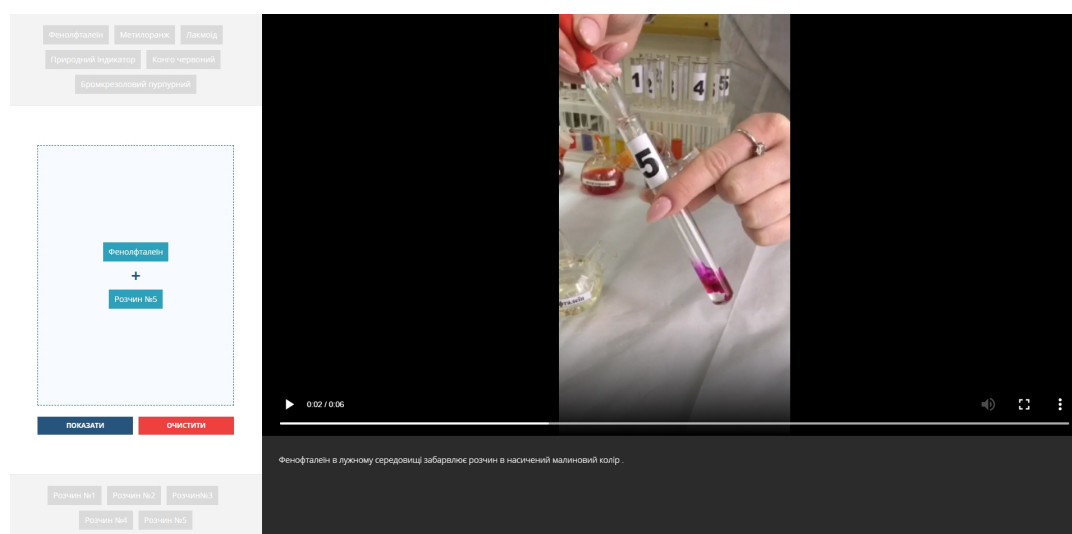 Фенолфталеїн Метилоранж Лакмоїд
Природний індикатор Конго червоний
Бромкрезоловий пурпурний
Фенолфталеїн
+
Розчин №5
ПОКАЗАТИ ОЧИСТИТИ
Розчин №1 Розчин №2 Розчин№3
Розчин №4 Розчин №5
1 4 5
5
0:02 / 0:06
Фенофталеїн в лужному середовищі забарвлює розчин в насичений малиновий колір .